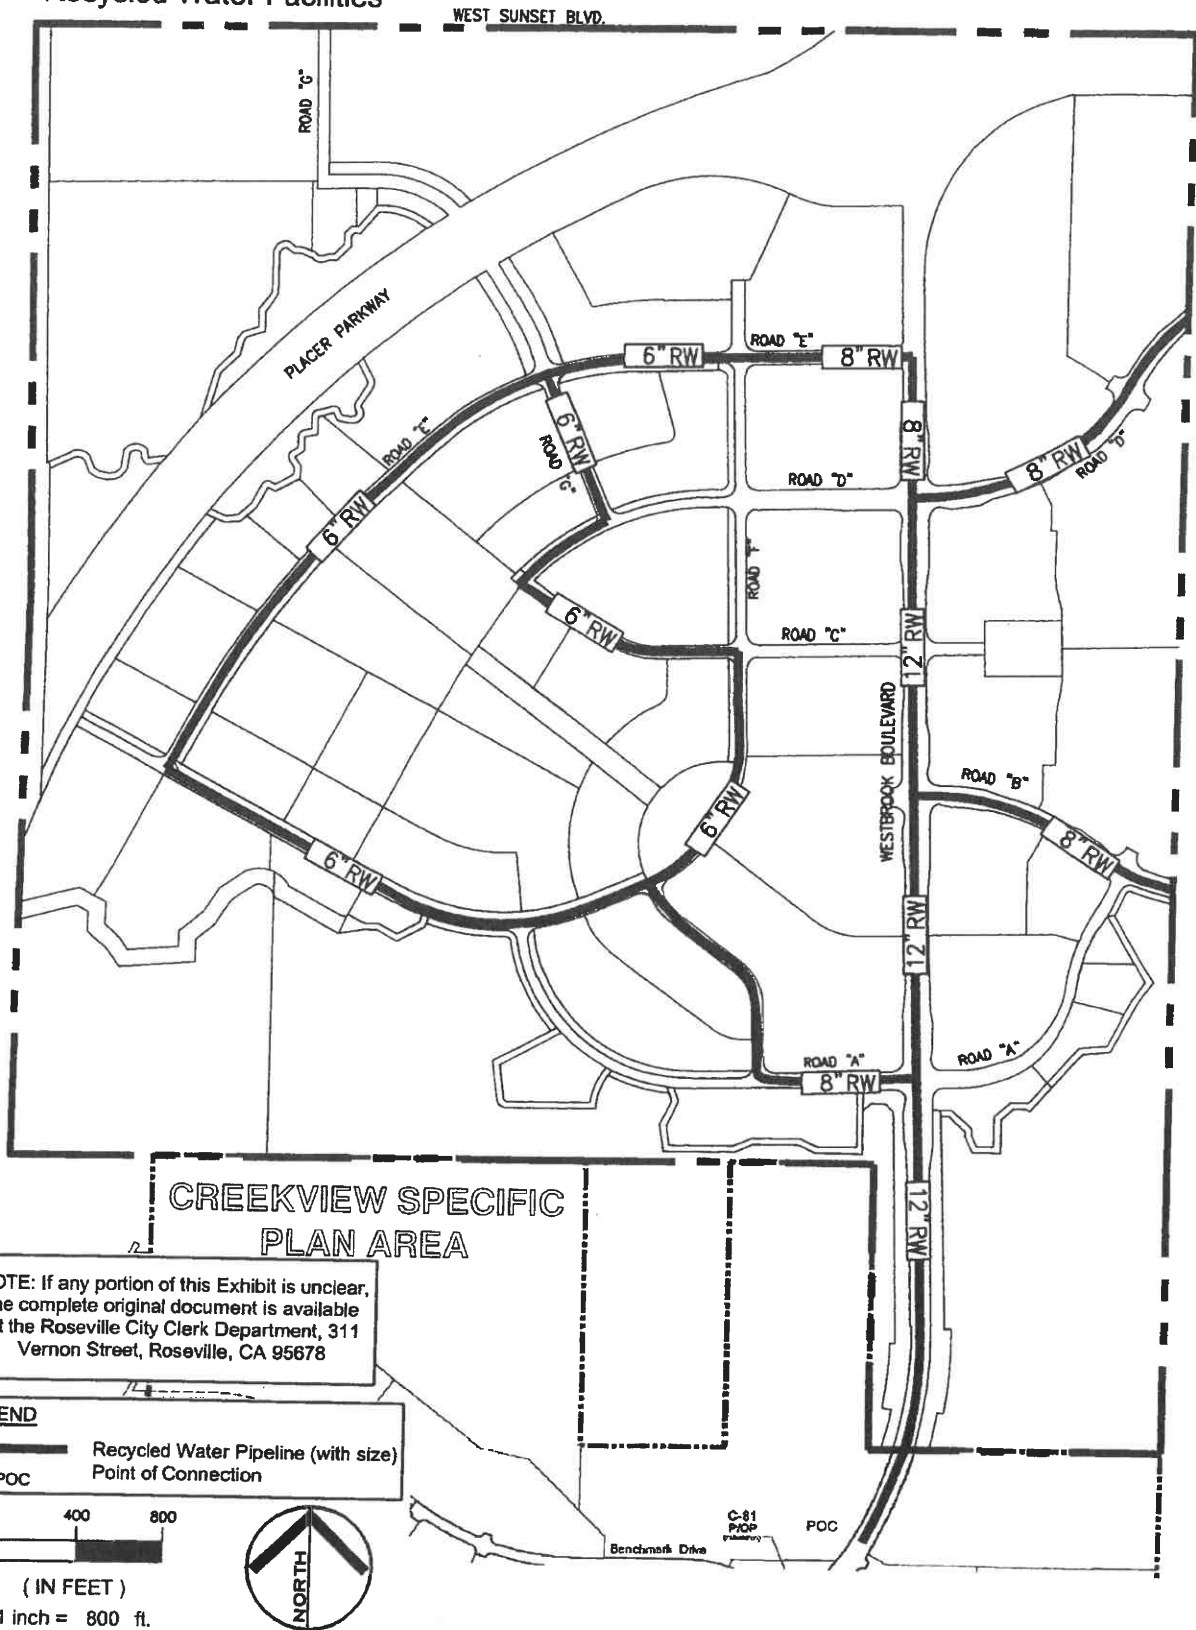 Recycled Water Facilities
WEST SUNSET BLVD.
ROAD "G"
PLACER PARKWAY
ROAD "E"
6" RW
8" RW
6" RW
ROAD "G"
ROAD "E"
8" RW
8" RW
ROAD "D"
ROAD "D"
6" RW
ROAD "F"
6" RW
ROAD "C"
12" RW
WESTBROOK BOULEVARD
ROAD "B"
6" RW
8" RW
6" RW
12" RW
ROAD "A"
8" RW
ROAD "A"
12" RW
CREEKVIEW SPECIFIC
PLAN AREA
OTE: If any portion of this Exhibit is unclear,
he complete original document is available
t the Roseville City Clerk Department, 311
Vernon Street, Roseville, CA 95678
END
Recycled Water Pipeline (with size)
POC Point of Connection
400 800
( IN FEET )
1 inch = 800 ft.
NORTH
C-81
P/OP
POC
Benchmark Drive